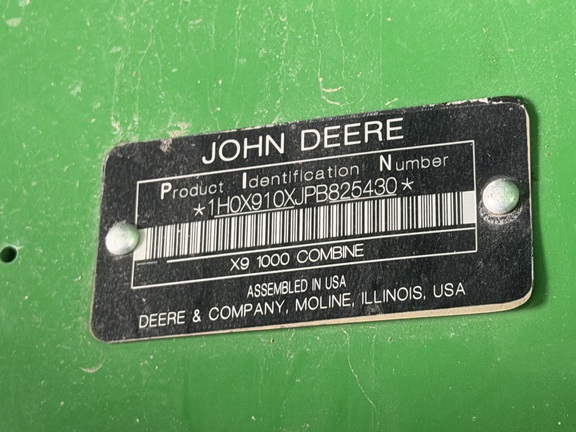 JOHN DEERE
Product Identification Number
*1H0X910XJPB825430*
X9 1000 COMBINE
ASSEMBLED IN USA
DEERE & COMPANY, MOLINE, ILLINOIS, USA